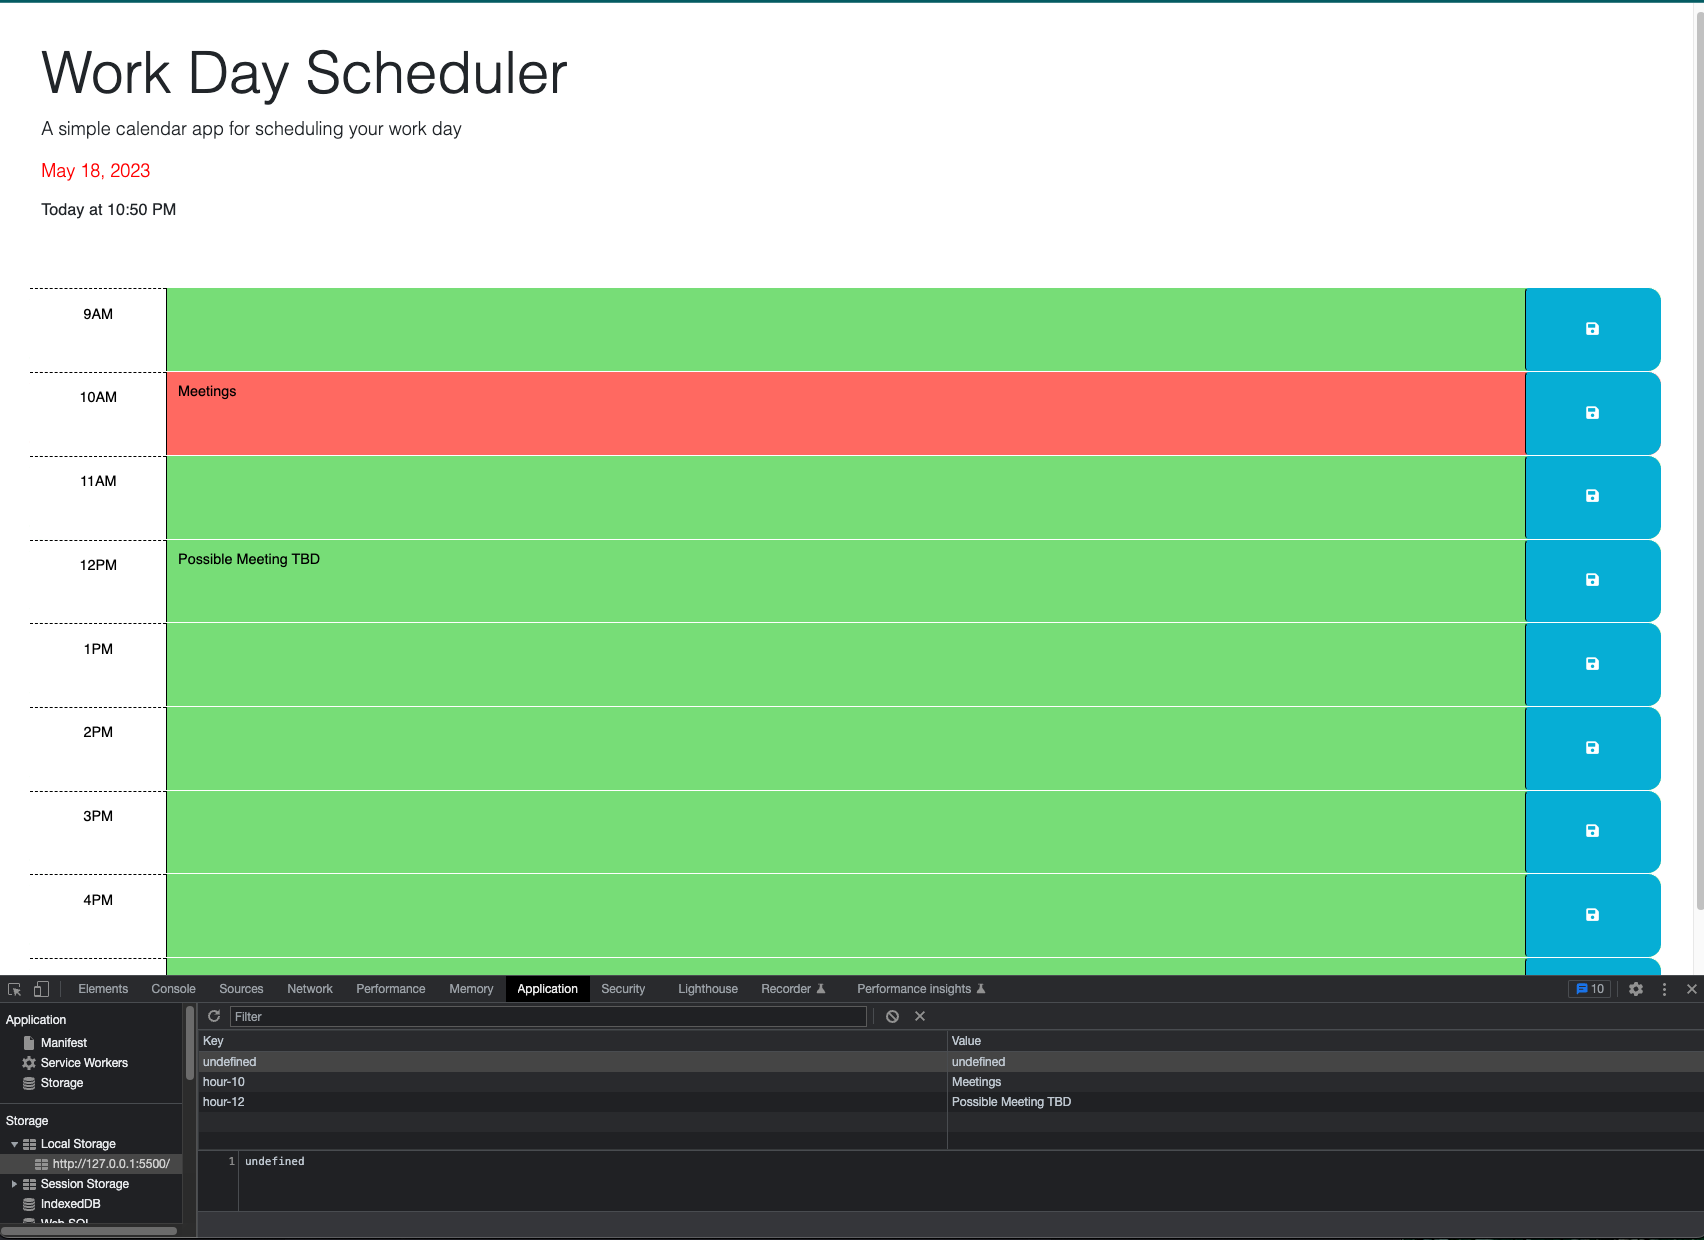 Work Day Scheduler
A simple calendar app for scheduling your work day
May 18, 2023
Today at 10:50 PM
9AM
10AM Meetings
11AM
12PM Possible Meeting TBD
1PM
2PM
3PM
4PM
Elements Console Sources Network Performance Memory Application Security Lighthouse Recorder Performance insights 10
Application
Manifest
Service Workers
Storage
Storage
Local Storage
http://127.0.0.1:5500/
Session Storage
IndexedDB
Web SQL
Filter
Key Value
undefined undefined
hour-10 Meetings
hour-12 Possible Meeting TBD
1 undefined